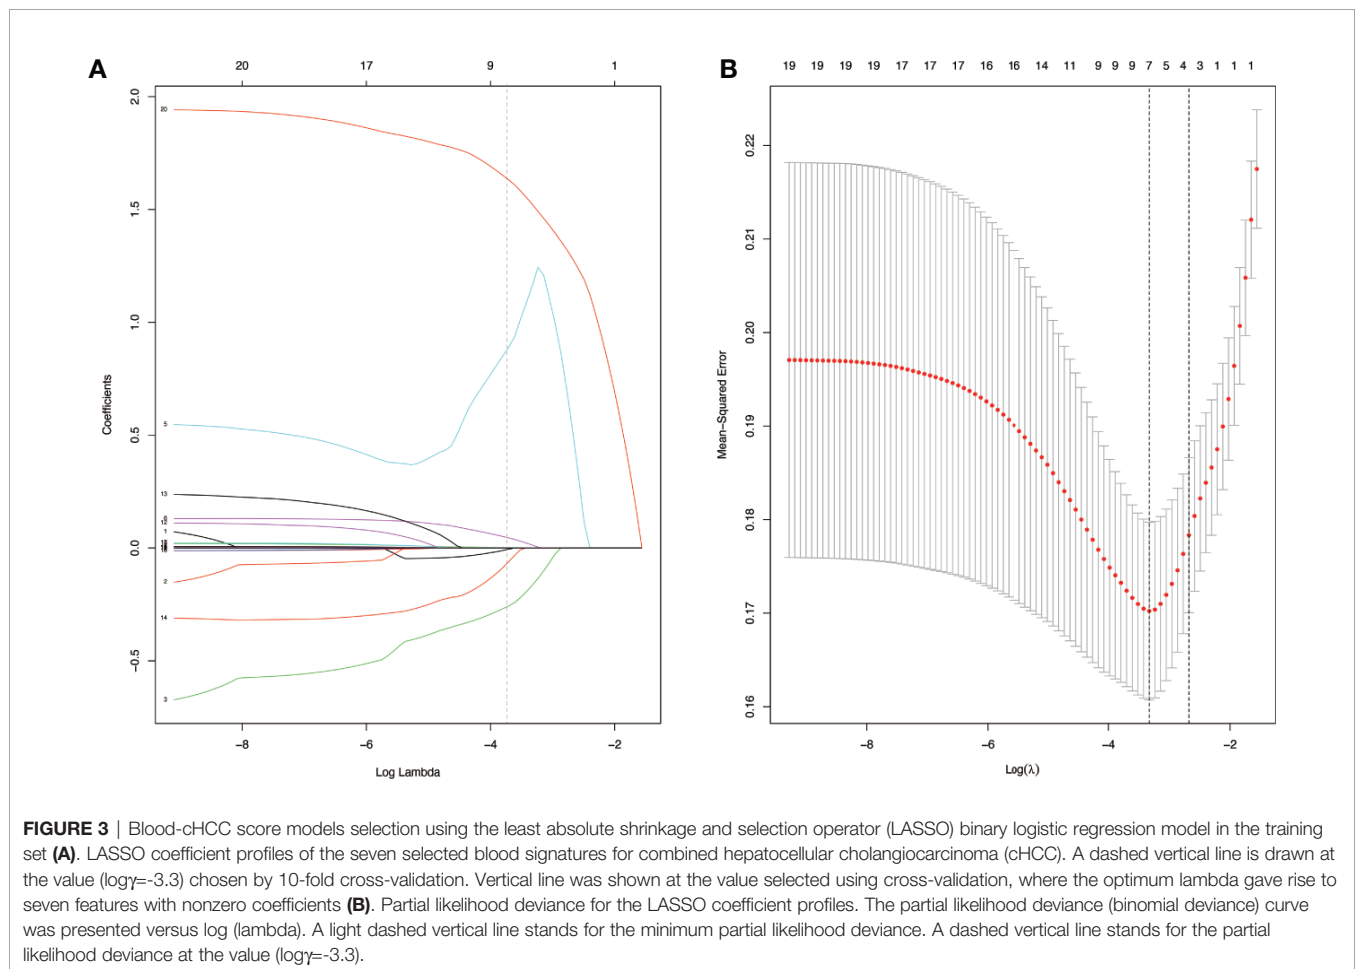 A
20 17 9 1
2.0
1.5
1.0
0.5
0.0
−0.5
Coefficients
20
5
13
6
12
1
2
14
3
−8 −6 −4 −2
Log Lambda
B
19 19 19 19 17 17 17 16 16 14 11 9 9 9 7 5 4 3 1 1 1
0.22
0.21
0.20
0.19
0.18
0.17
0.16
Mean−Squared Error
−8 −6 −4 −2
Log(λ)
FIGURE 3 | Blood-cHCC score models selection using the least absolute shrinkage and selection operator (LASSO) binary logistic regression model in the training
set (A). LASSO coefficient profiles of the seven selected blood signatures for combined hepatocellular cholangiocarcinoma (cHCC). A dashed vertical line is drawn at
the value (logγ=-3.3) chosen by 10-fold cross-validation. Vertical line was shown at the value selected using cross-validation, where the optimum lambda gave rise to
seven features with nonzero coefficients (B). Partial likelihood deviance for the LASSO coefficient profiles. The partial likelihood deviance (binomial deviance) curve
was presented versus log (lambda). A light dashed vertical line stands for the minimum partial likelihood deviance. A dashed vertical line stands for the partial
likelihood deviance at the value (logγ=-3.3).